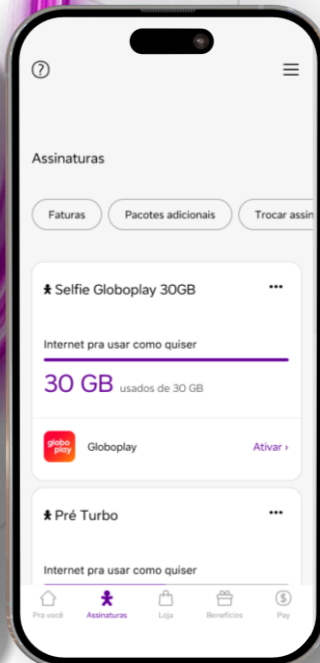 Assinaturas
Faturas Pacotes adicionais Trocar assin
Selfie Globoplay 30GB
Internet pra usar como quiser
30 GB usados de 30 GB
globo
play
Globoplay Ativar ›
Pré Turbo
Internet pra usar como quiser
Pra você Assinaturas Loja Benefícios Pay